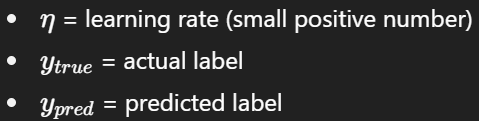 • η = learning rate (small positive number)
• y_true = actual label
• y_pred = predicted label